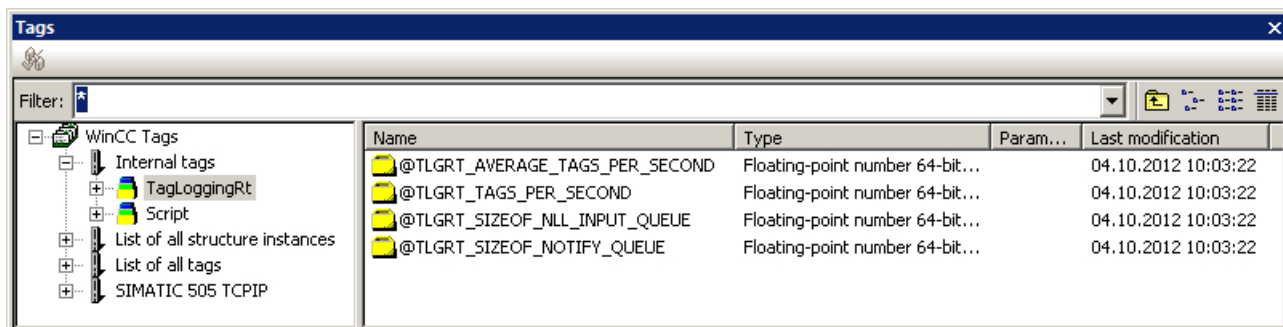 Tags
Filter: *
WinCC Tags
Internal tags
TagLoggingRt
Script
List of all structure instances
List of all tags
SIMATIC 505 TCPIP
Name Type Param... Last modification
@TLGRT_AVERAGE_TAGS_PER_SECOND Floating-point number 64-bit... 04.10.2012 10:03:22
@TLGRT_TAGS_PER_SECOND Floating-point number 64-bit... 04.10.2012 10:03:22
@TLGRT_SIZEOF_NLL_INPUT_QUEUE Floating-point number 64-bit... 04.10.2012 10:03:22
@TLGRT_SIZEOF_NOTIFY_QUEUE Floating-point number 64-bit... 04.10.2012 10:03:22